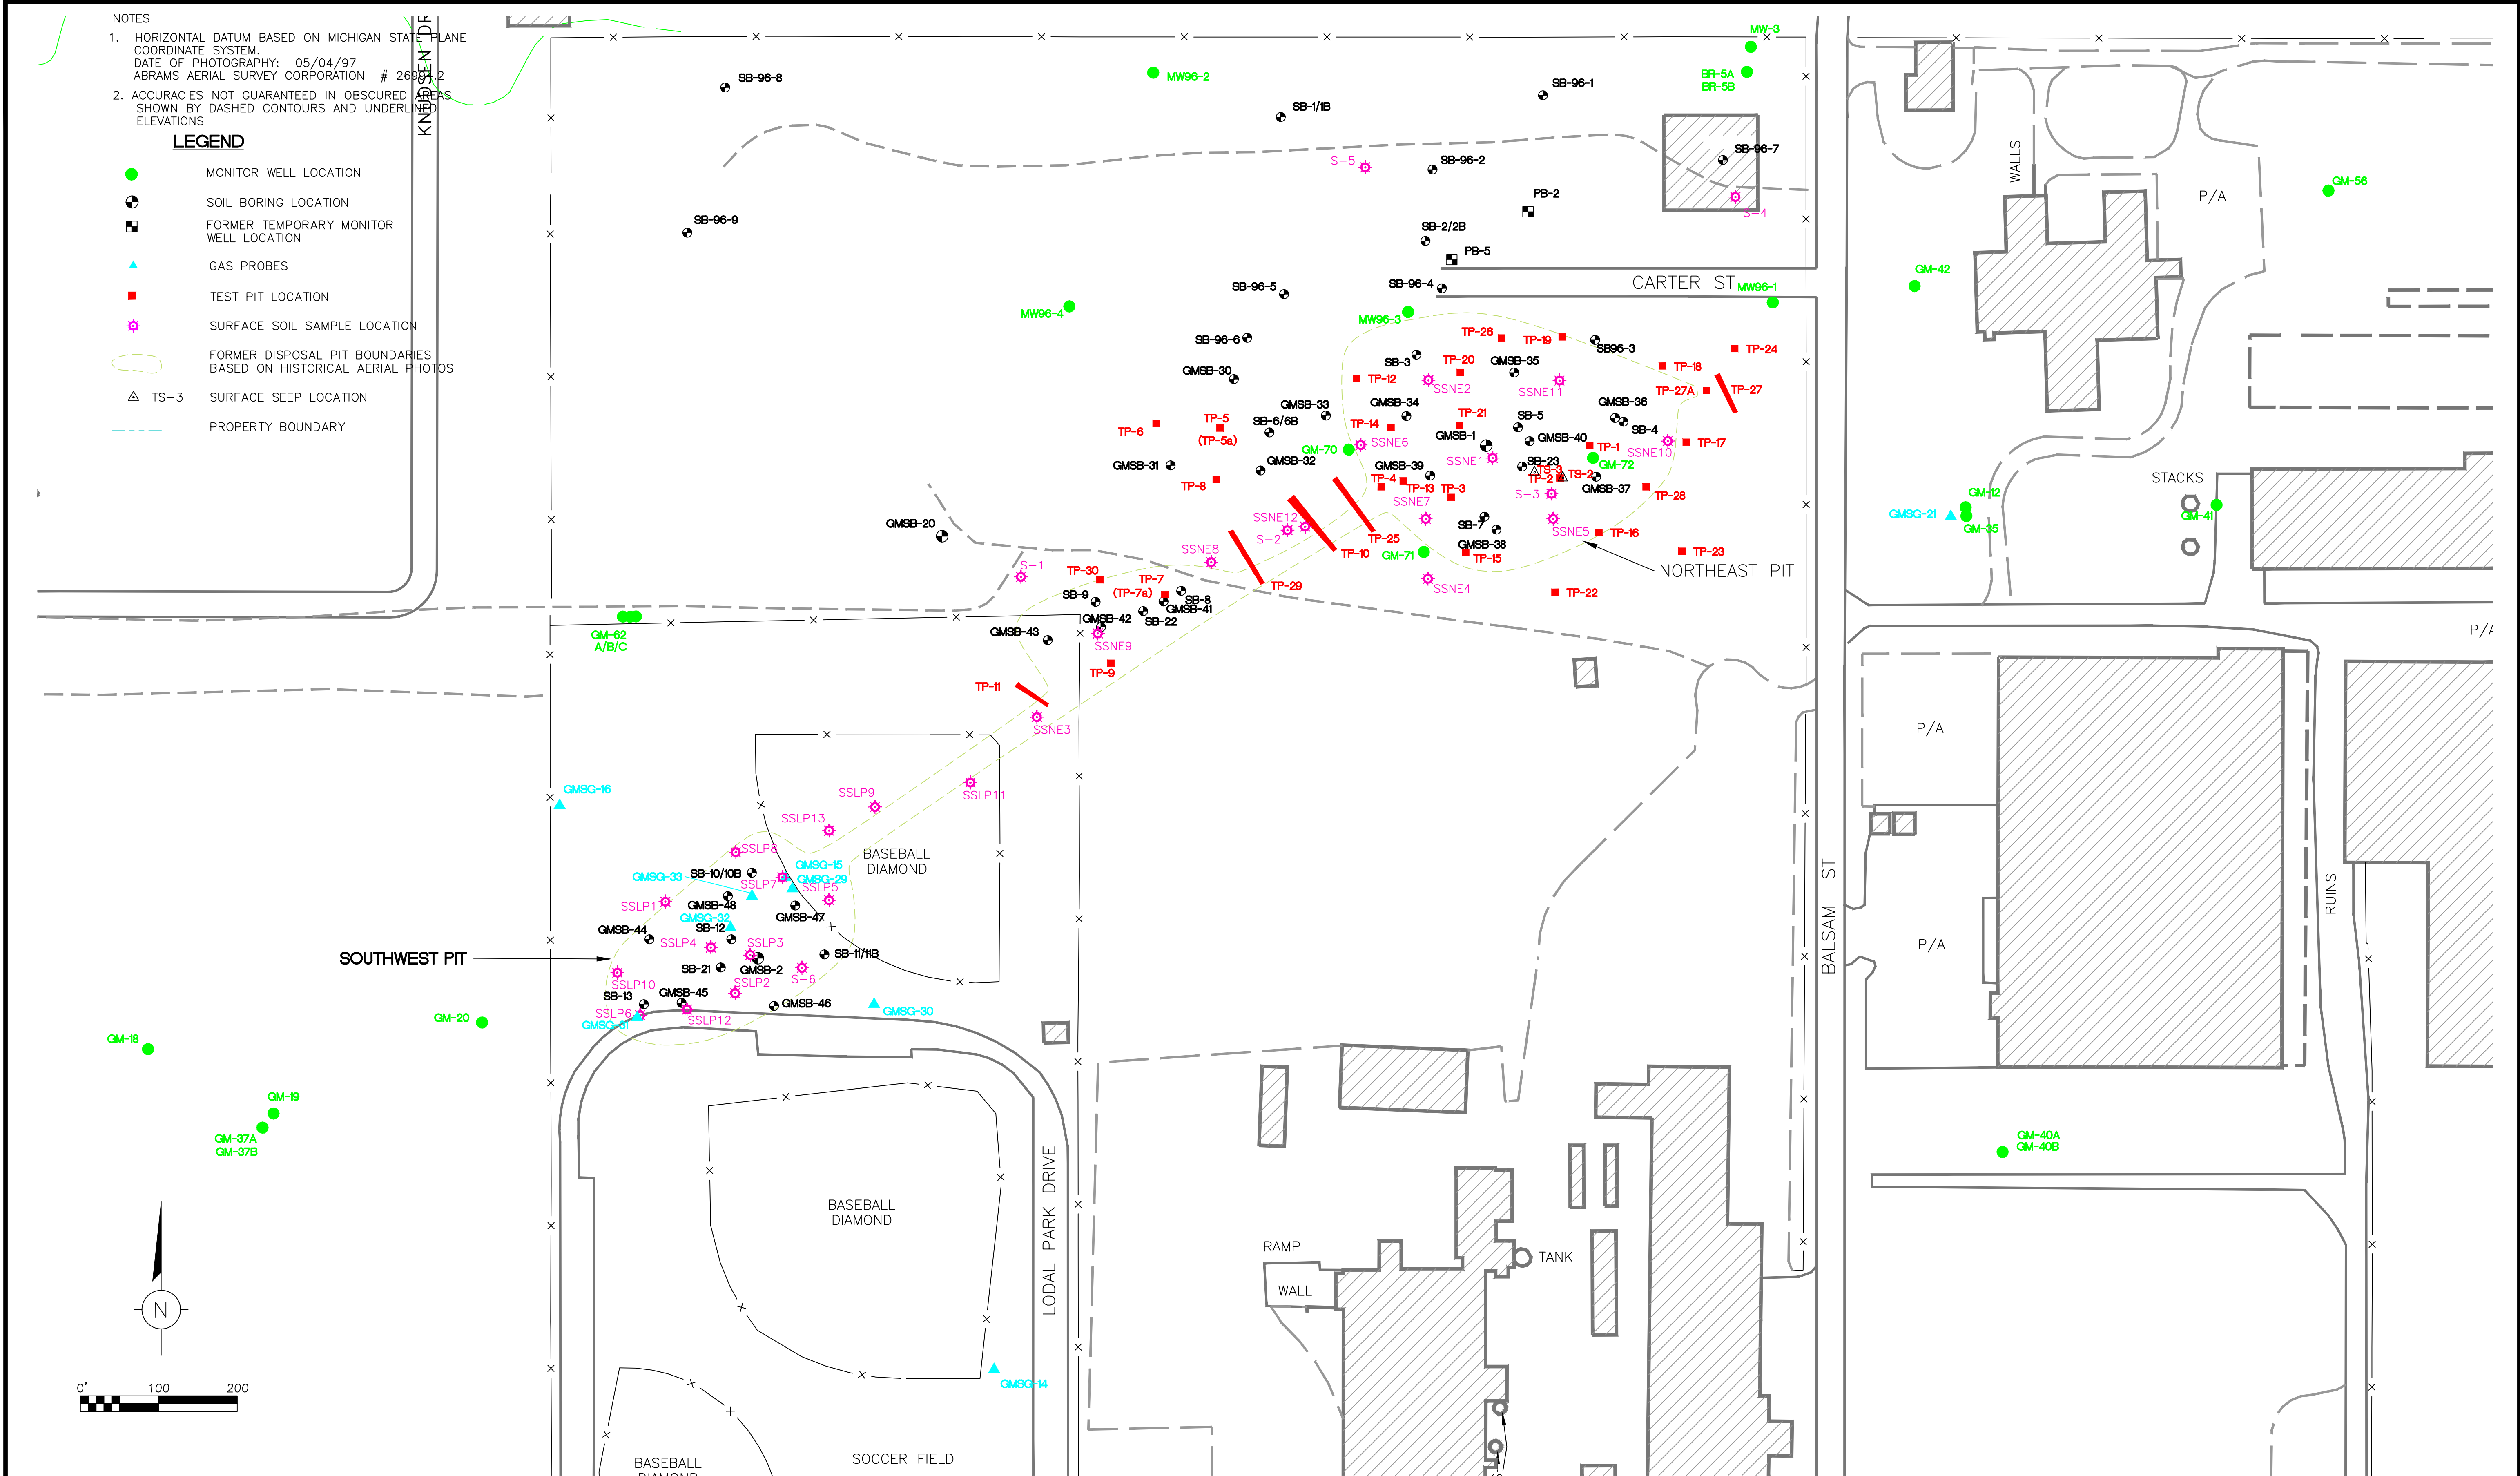 NOTES
1. HORIZONTAL DATUM BASED ON MICHIGAN STATE PLANE
COORDINATE SYSTEM.
DATE OF PHOTOGRAPHY: 05/04/97
ABRAMS AERIAL SURVEY CORPORATION #
2. ACCURACIES NOT GUARANTEED IN OBSCURED AREAS
SHOWN BY DASHED CONTOURS AND UNDERLINED
ELEVATIONS
LEGEND
MONITOR WELL LOCATION
SOIL BORING LOCATION
FORMER TEMPORARY MONITOR
WELL LOCATION
GAS PROBES
TEST PIT LOCATION
SURFACE SOIL SAMPLE LOCATION
FORMER DISPOSAL PIT BOUNDARIES
BASED ON HISTORICAL AERIAL PHOTOS
TS-3 SURFACE SEEP LOCATION
PROPERTY BOUNDARY
KNUDSEN DR
SB-96-8
MW96-2
SB-1/1B
SB-96-1
MW-3
BR-5A
BR-5B
S-5
SB-96-2
SB-96-7
PB-2
S-4
SB-96-9
SB-2/2B
PB-5
CARTER ST
SB-96-5
SB-96-4
MW96-1
MW96-4
MW96-3
SB-96-6
TP-26
TP-19
SB96-3
TP-24
SB-3
TP-20
GMSB-35
TP-18
GMSB-30
TP-12
SSNE2
SSNE11
TP-27A
TP-27
GMSB-33
GMSB-34
TP-21
SB-5
GMSB-36
SB-4
TP-5
(TP-5a)
TP-6
SB-6/6B
TP-14
GMSB-1
GMSB-40
TP-1
SSNE6
SSNE10
TP-17
GM-70
GMSB-31
GMSB-32
GMSB-39
SSNE1
SB-23
GM-72
TS-3
TS-2
TP-2
TP-8
TP-4
TP-13
TP-3
S-3
GMSB-37
TP-28
SSNE7
GMSB-20
SSNE12
S-2
TP-25
SB-7
GMSB-38
SSNE5
TP-16
TP-10
GM-71
TP-15
TP-23
SSNE8
NORTHEAST PIT
S-1
TP-30
TP-7
(TP-7a)
TP-29
SSNE4
TP-22
SB-9
SB-8
GMSB-41
GMSB-42
SB-22
GMSB-43
SSNE9
TP-9
TP-11
SSNE3
GM-62
A/B/C
GMSG-16
SSLP9
SSLP11
SSLP13
BASEBALL
DIAMOND
SSLP8
GMSG-15
GMSG-33
SB-10/10B
GMSG-29
SSLP7
SSLP5
SSLP1
GMSB-48
GMSB-47
GMSG-32
GMSB-44
SB-12
SSLP4
SSLP3
SB-11/11B
SOUTHWEST PIT
SB-21
GMSB-2
S-6
SSLP10
SSLP2
SB-13
GMSB-45
GMSB-46
SSLP6
GMSG-31
SSLP12
GMSG-30
GM-20
GM-18
GM-19
GM-37A
GM-37B
N
0' 100 200
BASEBALL
DIAMOND
LODAL PARK DRIVE
GMSG-14
SOCCER FIELD
BASEBALL
DIAMOND
RAMP
WALL
TANK
BALSAM ST
WALLS
P/A
GM-56
GM-42
STACKS
GM-12
GMSG-21
GM-35
GM-41
P/A
P/A
P/A
RUINS
GM-40A
GM-40B